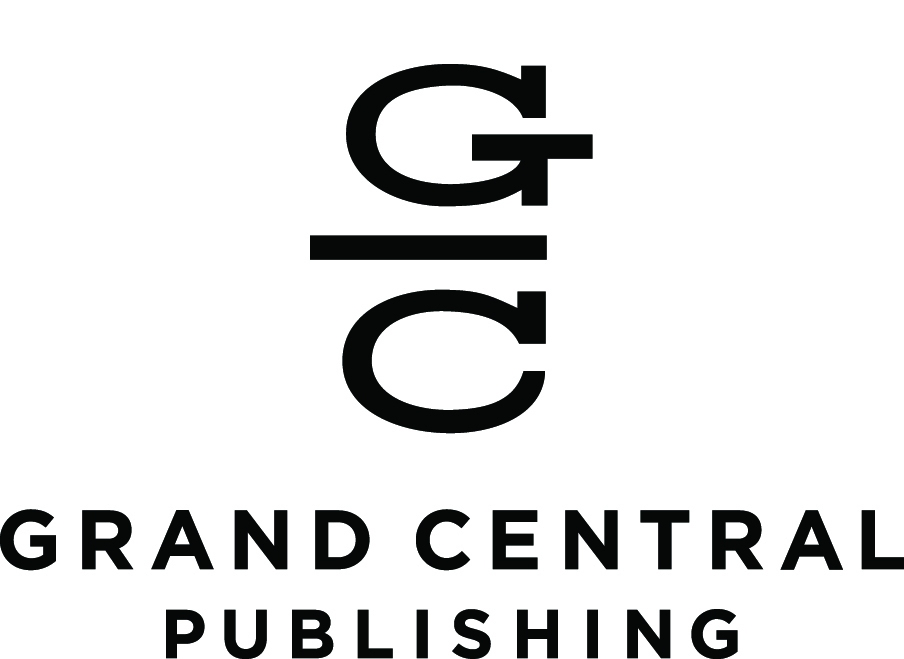 G
C
GRAND CENTRAL
PUBLISHING